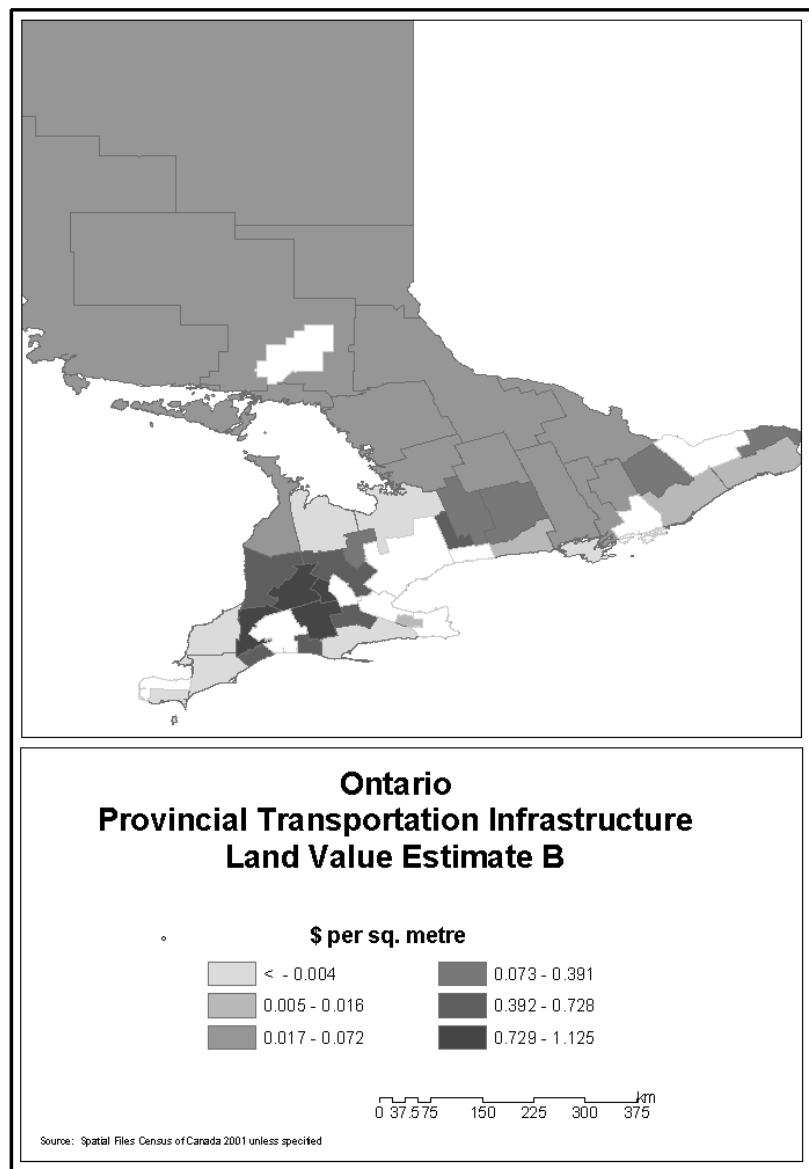 Ontario
Provincial Transportation Infrastructure
Land Value Estimate B
$ per sq. metre
< - 0.004
0.005 - 0.016
0.017 - 0.072
0.073 - 0.391
0.392 - 0.728
0.729 - 1.125
km
0 37.575 150 225 300 375
Source: Spatial Files Census of Canada 2001 unless specified